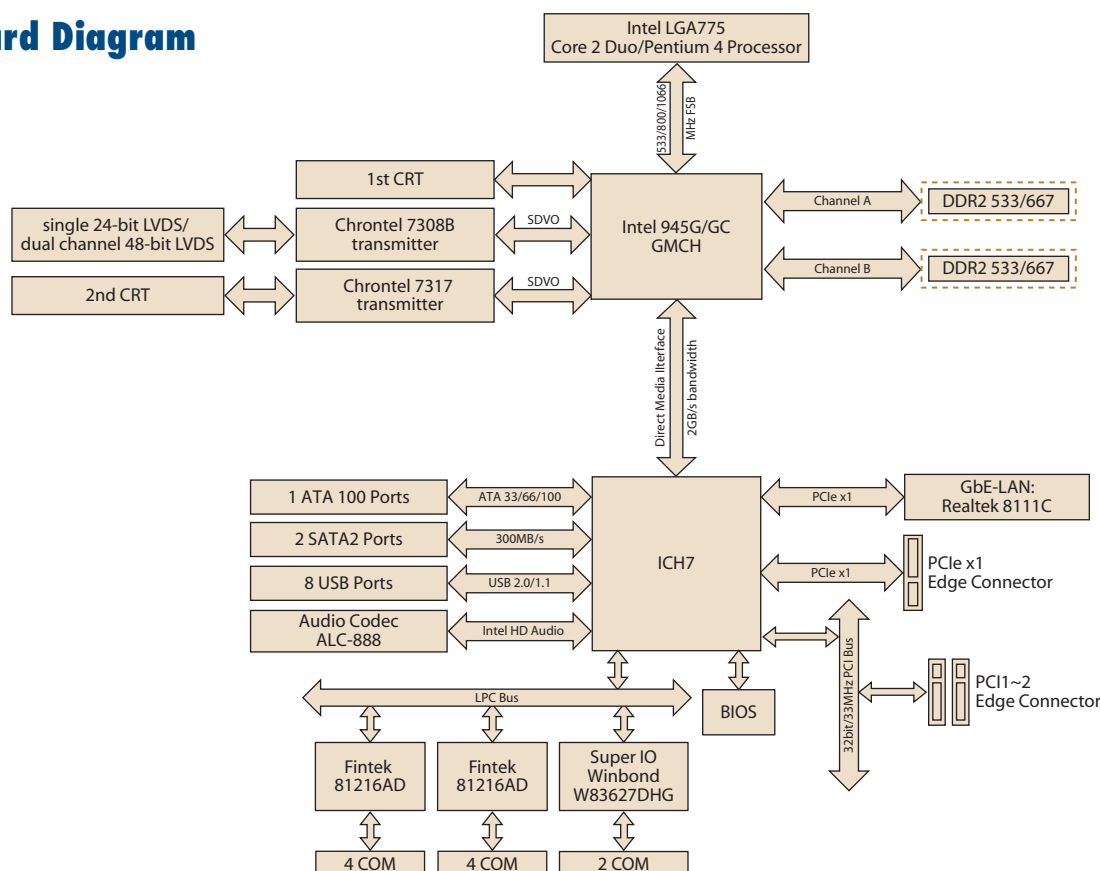 rd Diagram
Intel LGA775
Core 2 Duo/Pentium 4 Processor
533/800/1066
MHz FSB
1st CRT
single 24-bit LVDS/
dual channel 48-bit LVDS
Chrontel 7308B
transmitter
SDVO
Intel 945G/GC
GMCH
Channel A
DDR2 533/667
2nd CRT
Chrontel 7317
transmitter
SDVO
Channel B
DDR2 533/667
Direct Media IIterface
2GB/s bandwidth
1 ATA 100 Ports
ATA 33/66/100
2 SATA2 Ports
300MB/s
8 USB Ports
USB 2.0/1.1
Audio Codec
ALC-888
Intel HD Audio
ICH7
PCIe x1
GbE-LAN:
Realtek 8111C
PCIe x1
PCIe x1
Edge Connector
32bit/33MHz PCI Bus
PCI1~2
Edge Connector
LPC Bus
BIOS
Fintek
81216AD
Fintek
81216AD
Super IO
Winbond
W83627DHG
4 COM
4 COM
2 COM